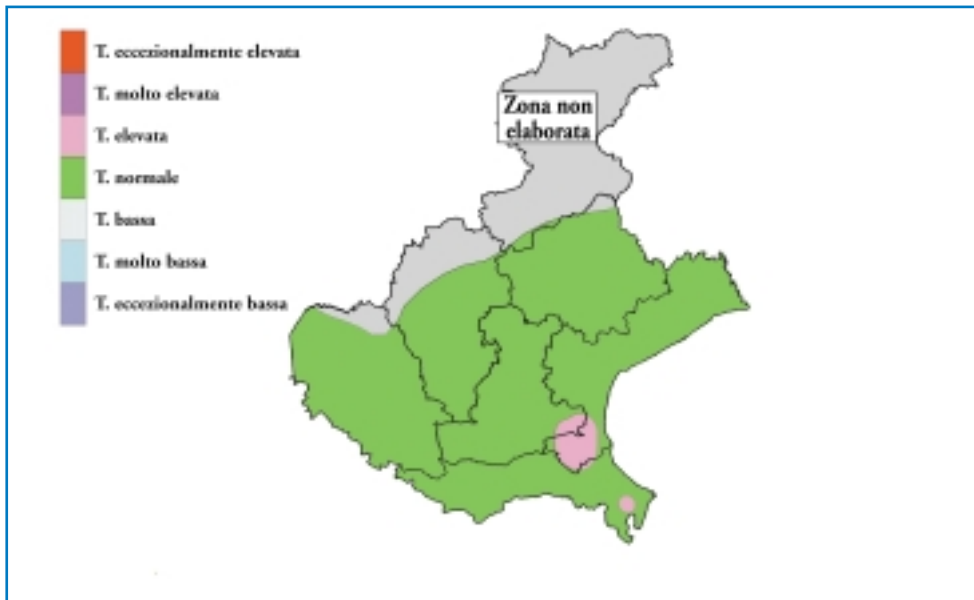 T. eccezionalmente elevata
T. molto elevata
T. elevata
T. normale
T. bassa
T. molto bassa
T. eccezionalmente bassa
Zona non
elaborata